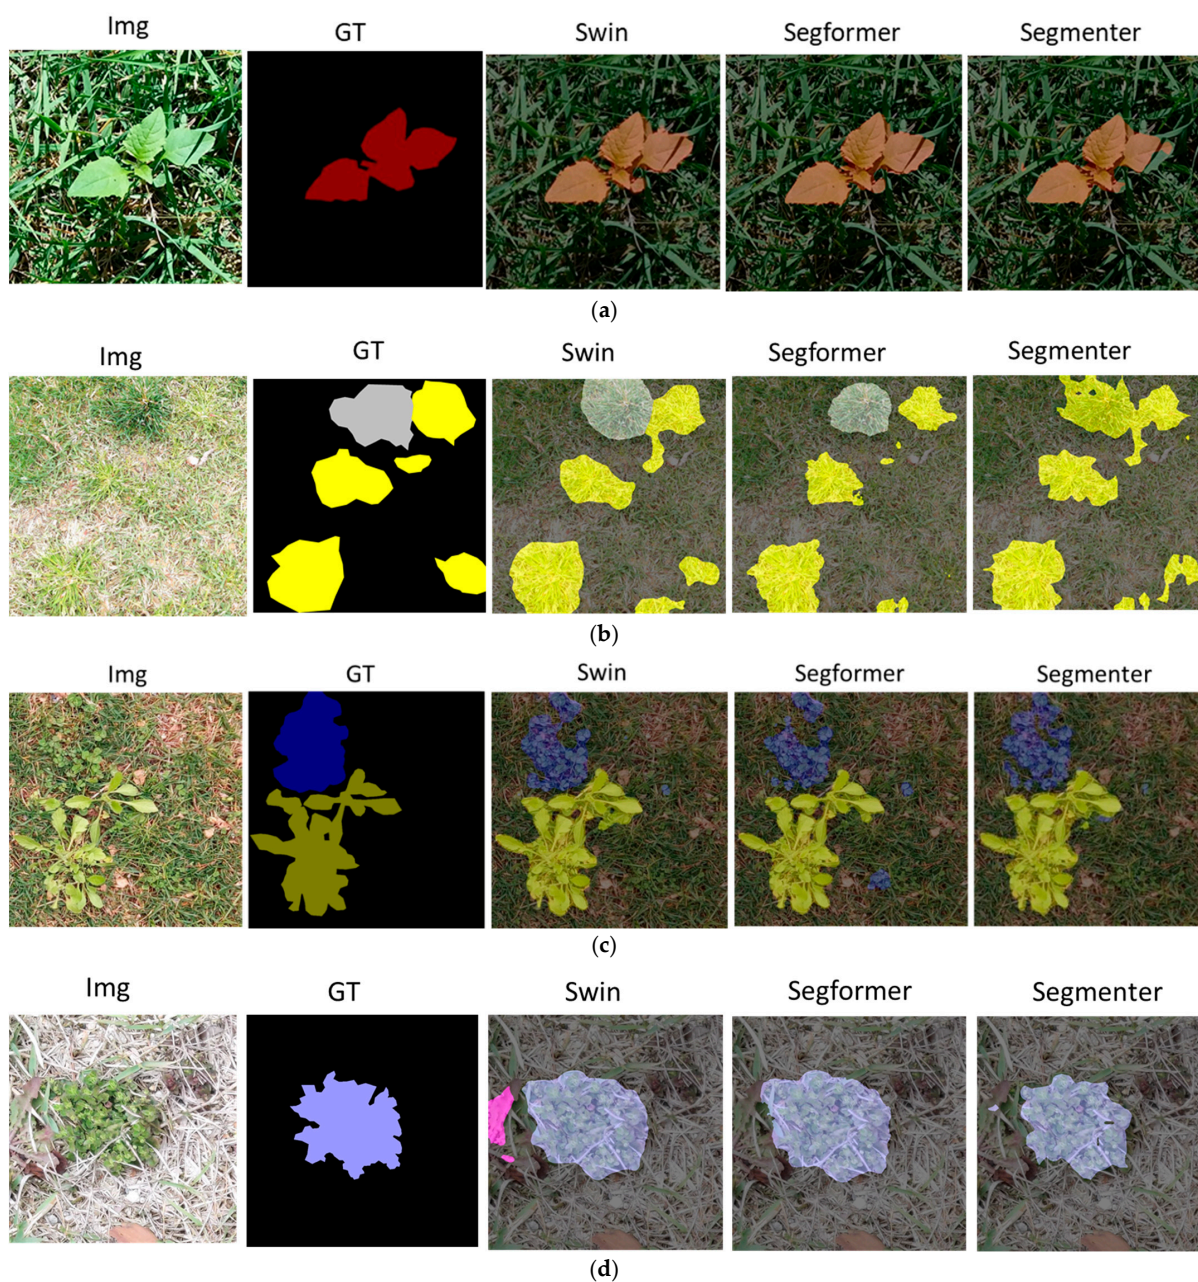 Img GT Swin Segformer Segmenter
(a)
Img GT Swin Segformer Segmenter
(b)
Img GT Swin Segformer Segmenter
(c)
Img GT Swin Segformer Segmenter
(d)